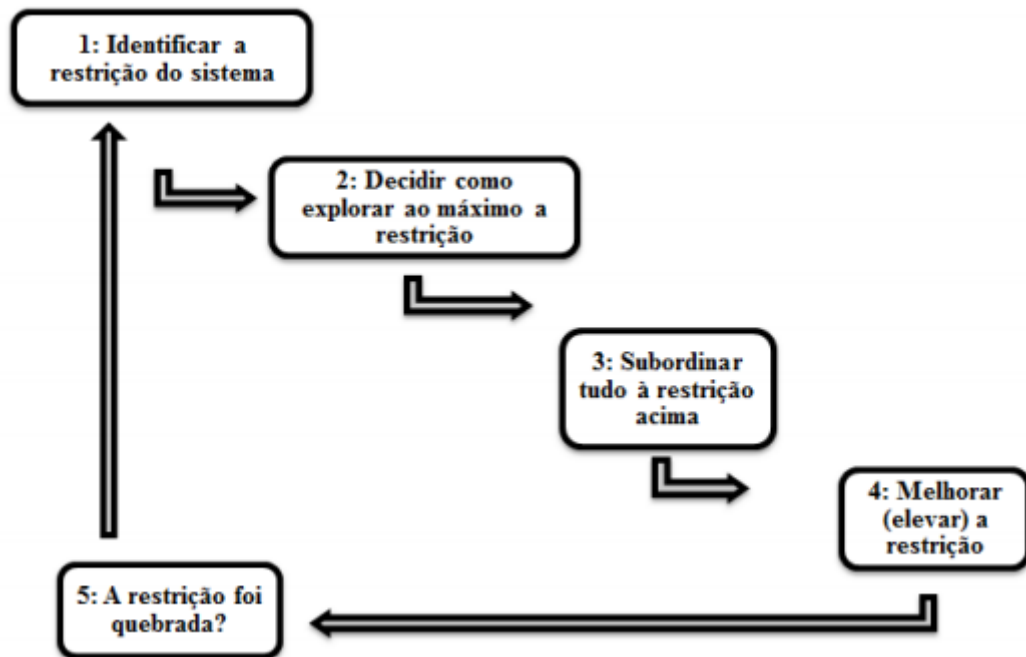 1: Identificar a
restrição do sistema
2: Decidir como
explorar ao máximo a
restrição
3: Subordinar
tudo à restrição
acima
4: Melhorar
(elevar) a
restrição
5: A restrição foi
quebrada?